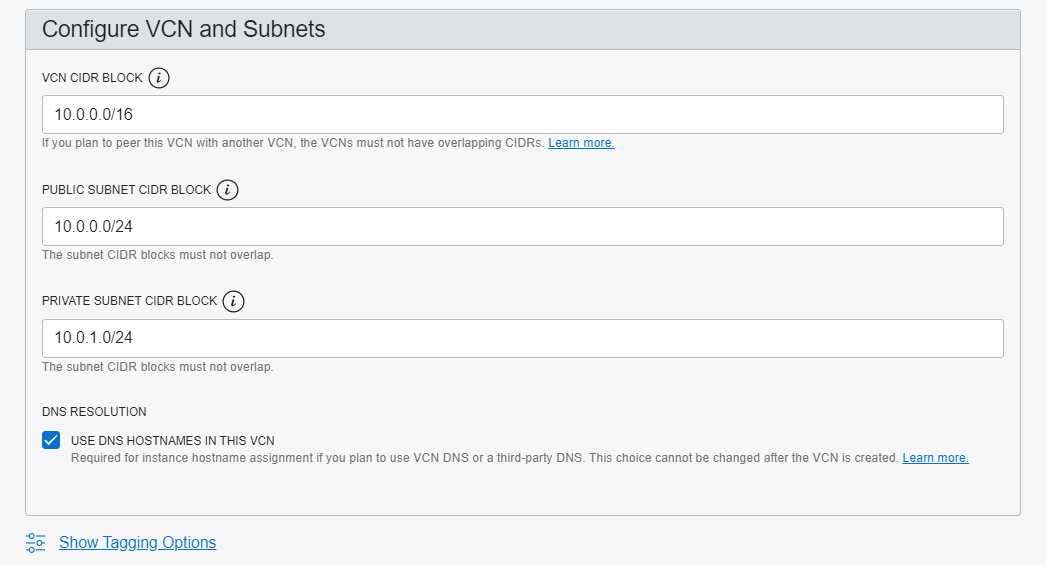 Configure VCN and Subnets
VCN CIDR BLOCK i
10.0.0.0/16
If you plan to peer this VCN with another VCN, the VCNs must not have overlapping CIDRs. Learn more.
PUBLIC SUBNET CIDR BLOCK i
10.0.0.0/24
The subnet CIDR blocks must not overlap.
PRIVATE SUBNET CIDR BLOCK i
10.0.1.0/24
The subnet CIDR blocks must not overlap.
DNS RESOLUTION
USE DNS HOSTNAMES IN THIS VCN
Required for instance hostname assignment if you plan to use VCN DNS or a third-party DNS. This choice cannot be changed after the VCN is created. Learn more.
Show Tagging Options